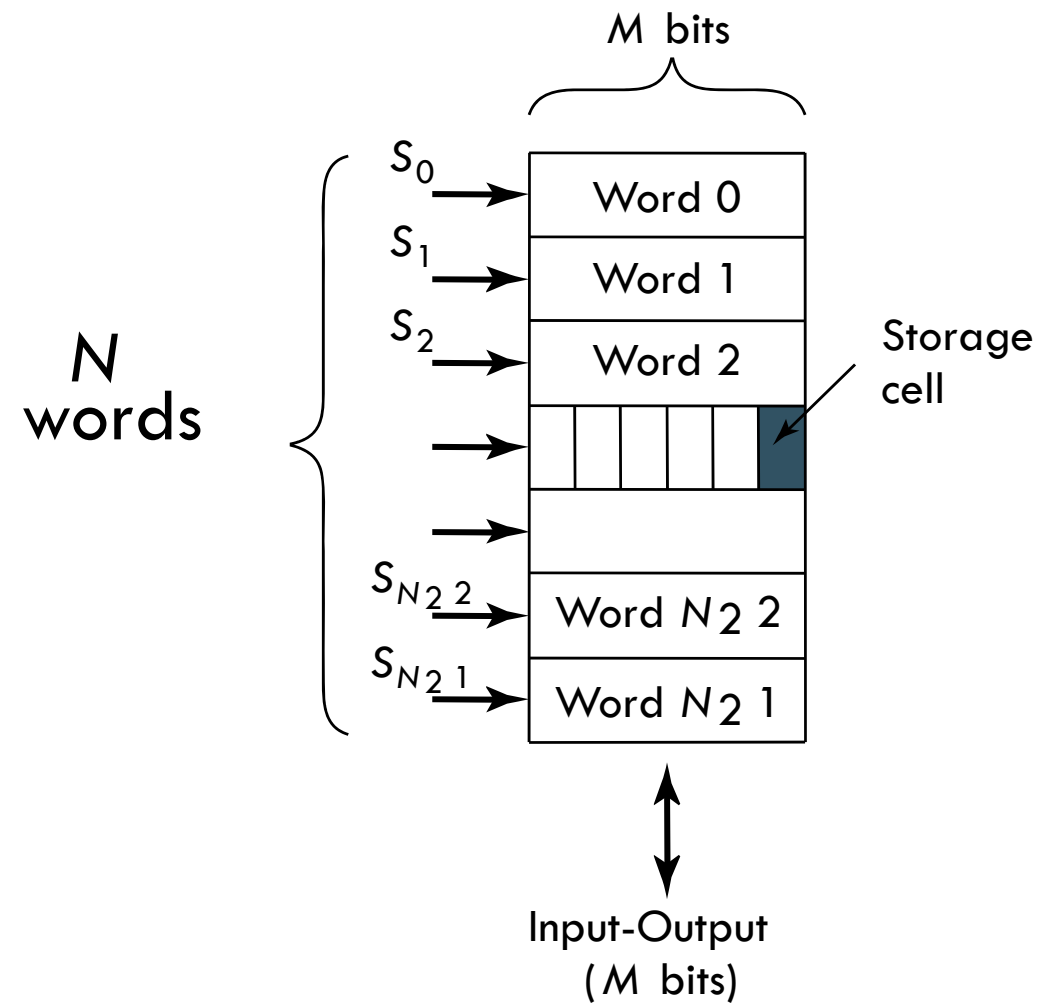 M bits
S0
Word 0
S1
Word 1
S2
Word 2
Storage
cell
N
words
SN2 2
Word N2 2
SN2 1
Word N2 1
Input-Output
(M bits)